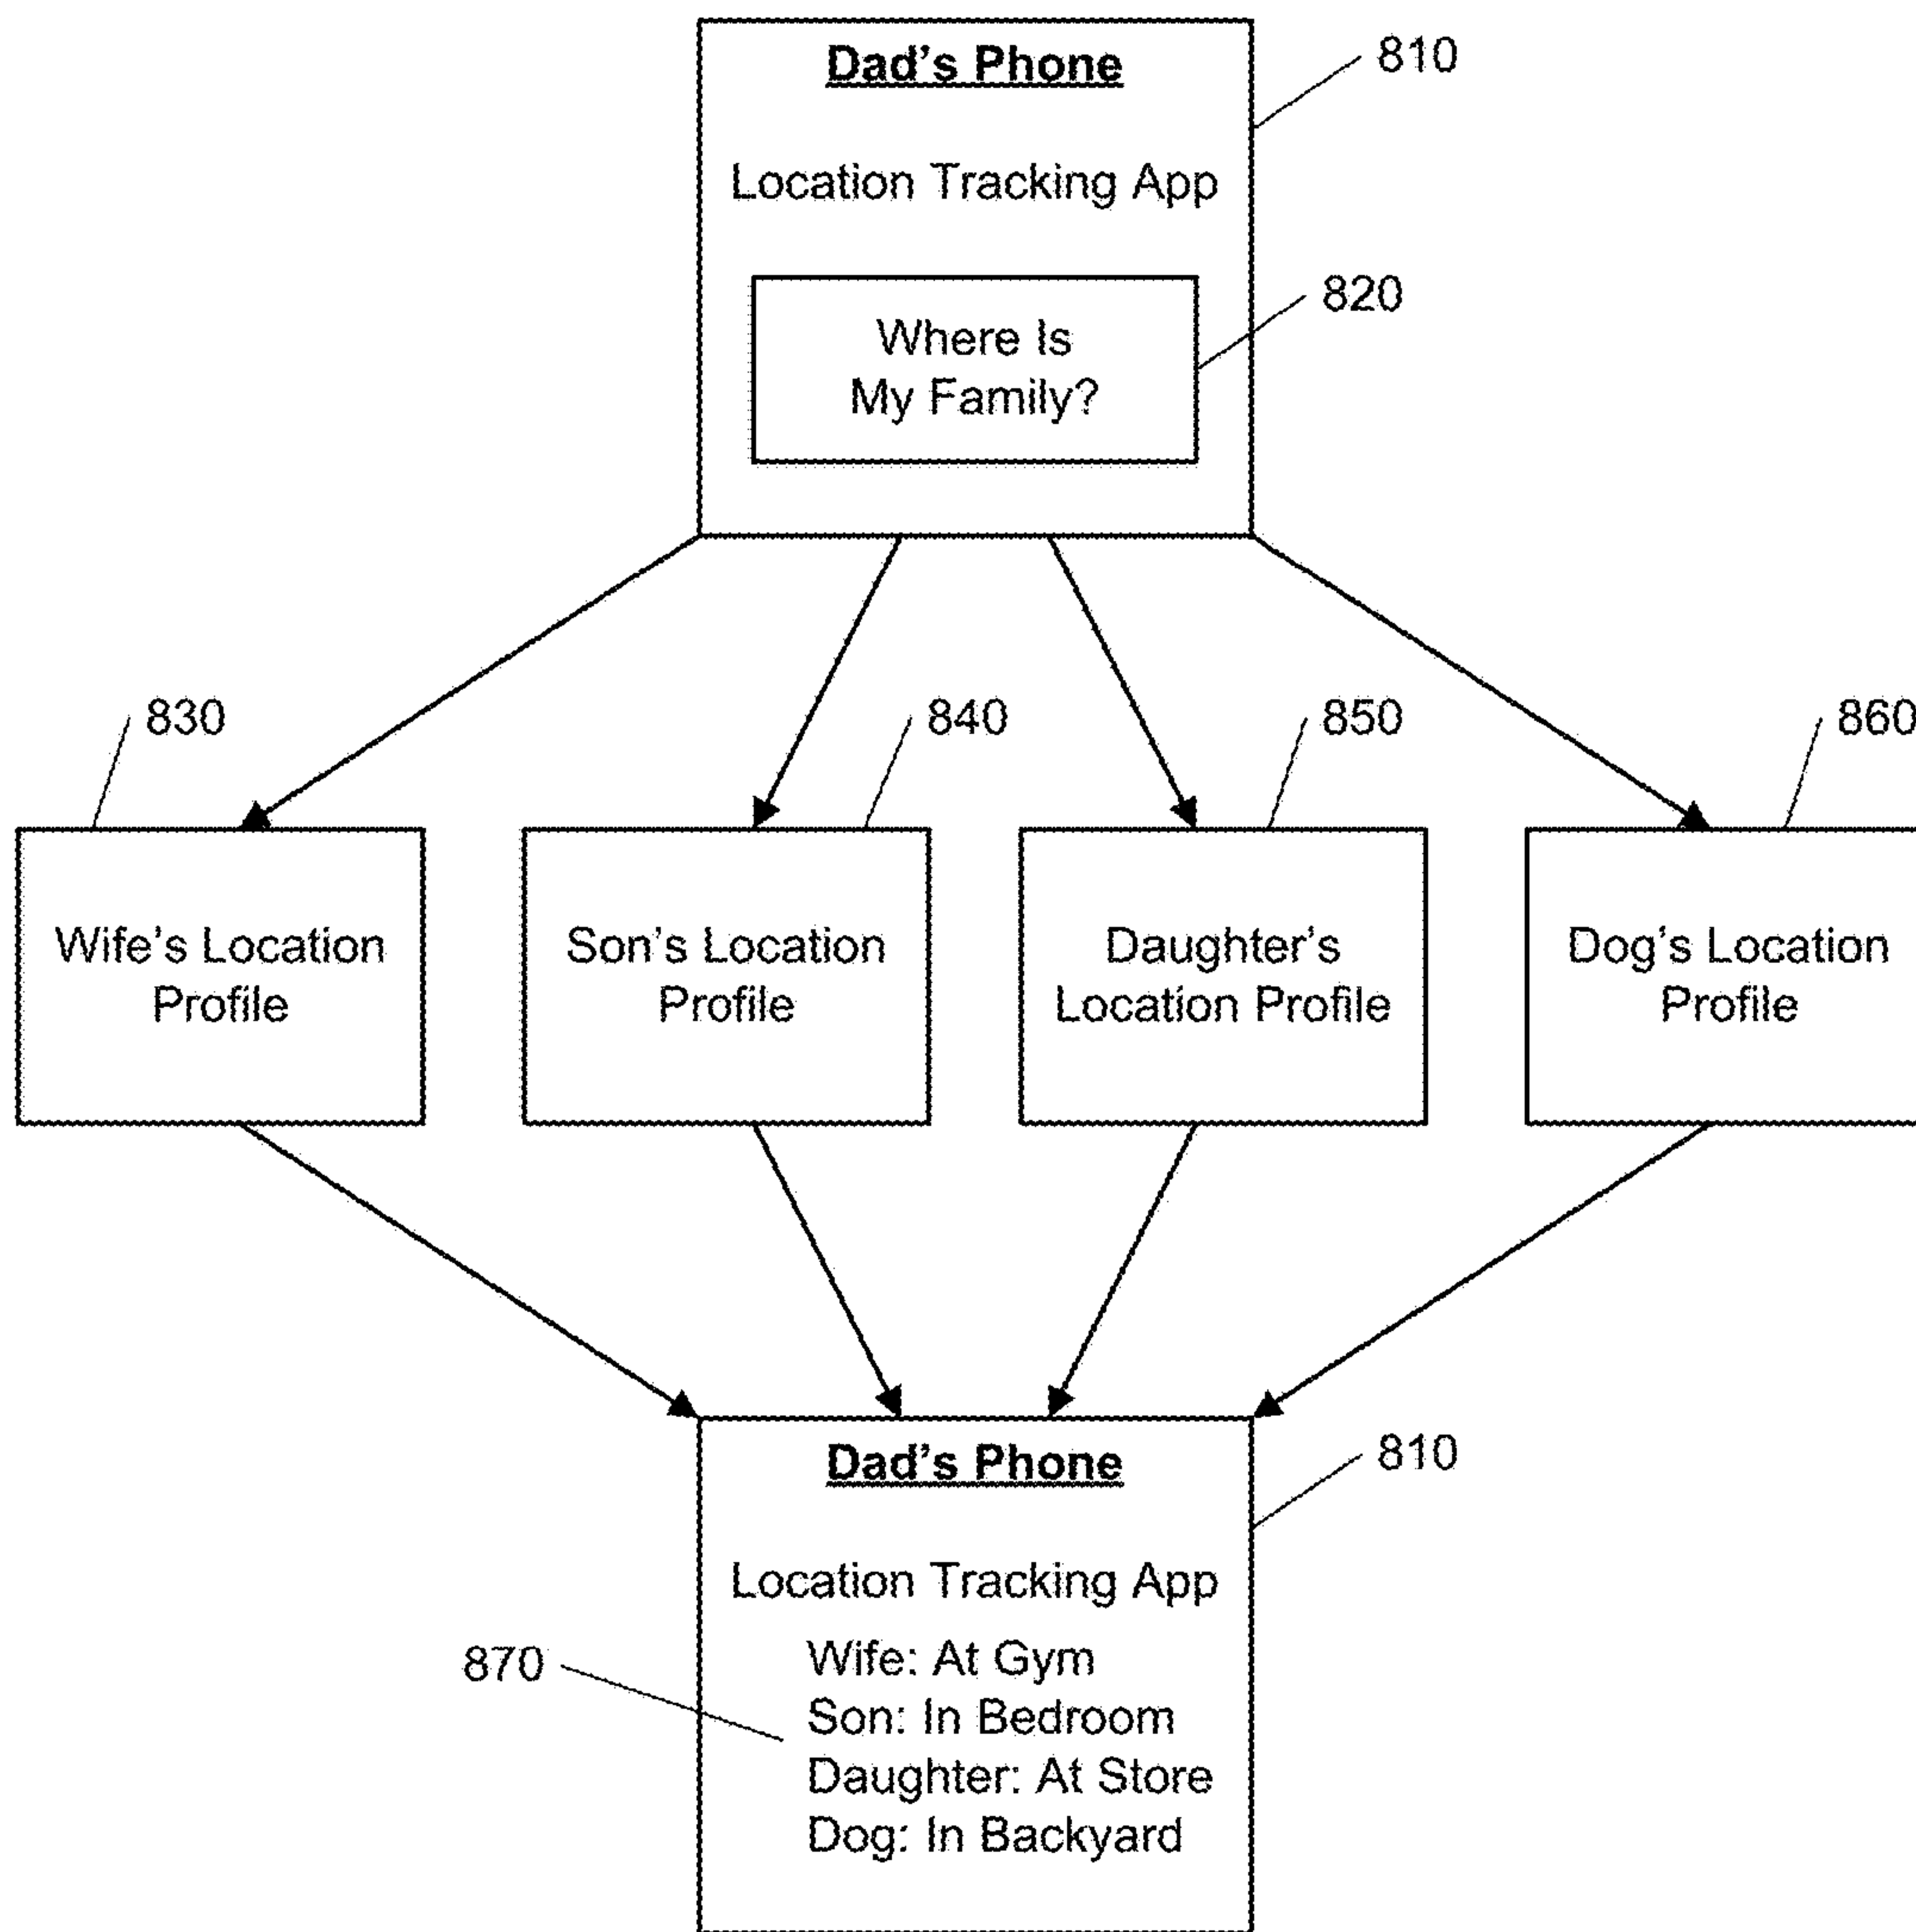 Dad's Phone
810
Location Tracking App
820
Where Is
My Family?
830
840
850
860
Wife's Location
Profile
Son's Location
Profile
Daughter's
Location Profile
Dog's Location
Profile
Dad's Phone
810
Location Tracking App
870
Wife: At Gym
Son: In Bedroom
Daughter: At Store
Dog: In Backyard